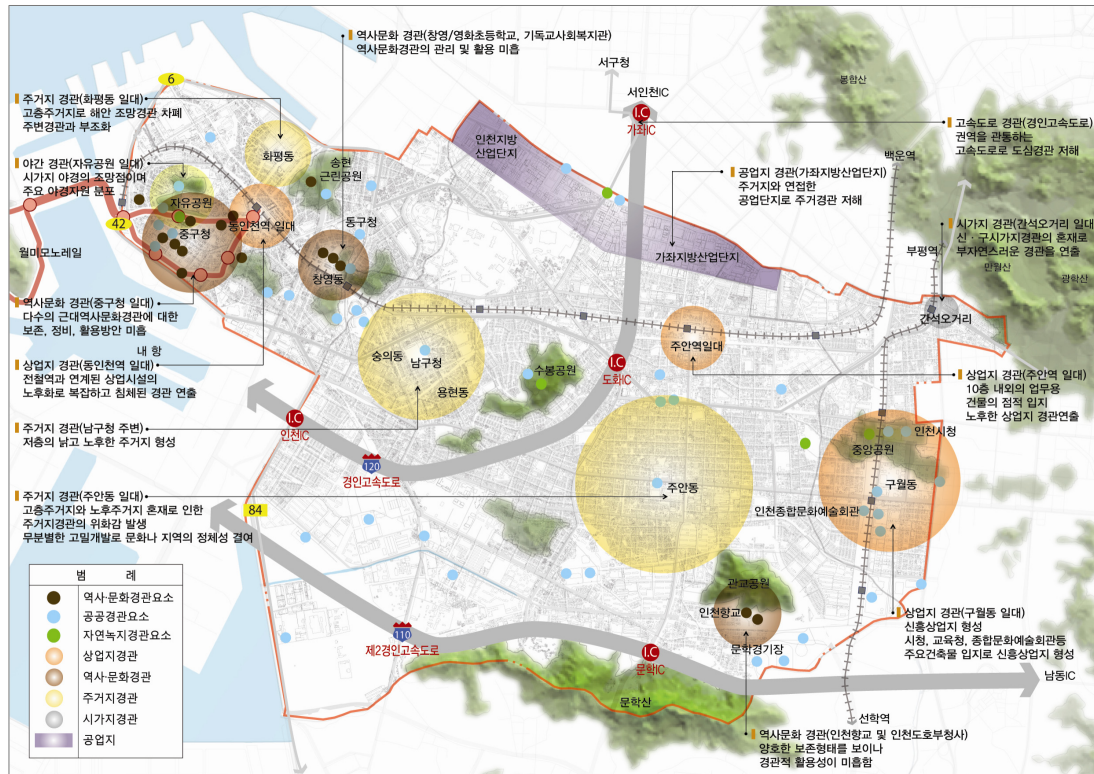 역사문화 경관(창영/영화초등학교, 기독교사회복지관)
역사문화경관의 관리 및 활용 미흡
서구청
서인천IC
I.C
가좌IC
봉합산
6
주거지 경관(화평동 일대)
고층주거지로 해안 조망경관 차폐
주변경관과 부조화
고속도로 경관(경인고속도로)
권역을 관통하는
고속도로로 도심경관 저해
인천지방
산업단지
화평동
송현
근린공원
백운역
야간 경관(자유공원 일대)
시가지 야경의 조망점이며
주요 야경자원 분포
공업지 경관(가좌지방산업단지)
주거지와 연접한
공업단지로 주거경관 저해
자유공원
동구청
42
동인천역 일대
중구청
시가지 경관(간석오거리 일대)
신·구시가지경관의 혼재로
부자연스러운 경관을 연출
부평역
월미모노레일
가좌지방산업단지
만월산
광학산
창영동
역사문화 경관(중구청 일대)
다수의 근대역사문화경관에 대한
보존, 정비, 활용방안 미흡
간석오거리
내 항
숭의동
남구청
주안역일대
상업지 경관(동인천역 일대)
전철역과 연계된 상업시설의
노후화로 복잡하고 침체된 경관 연출
I.C
도화IC
수봉공원
용현동
상업지 경관(주안역 일대)
10층 내외의 업무용
건물의 점적 입지
노후한 상업지 경관연출
I.C
인천IC
주거지 경관(남구청 주변)
저층의 낡고 노후한 주거지 형성
인천시청
중앙공원
120
경인고속도로
구월동
주안동
주거지 경관(주안동 일대)
고층주거지와 노후주거지 혼재로 인한
주거지경관의 위화감 발생
무분별한 고밀개발로 문화나 지역의 정체성 결여
84
인천종합문화예술회관
범 례
역사·문화경관요소
공공경관요소
자연녹지경관요소
상업지경관
역사·문화경관
주거지경관
시가지경관
공업지
관교공원
인천향교
문학경기장
상업지 경관(구월동 일대)
신흥상업지 형성
시청, 교육청, 종합문화예술회관등
주요건축물 입지로 신흥상업지 형성
110
제2경인고속도로
I.C
문학IC
남동IC
문학산
선학역
역사문화 경관(인천향교 및 인천도호부청사)
양호한 보존형태를 보이나
경관적 활용성이 미흡함